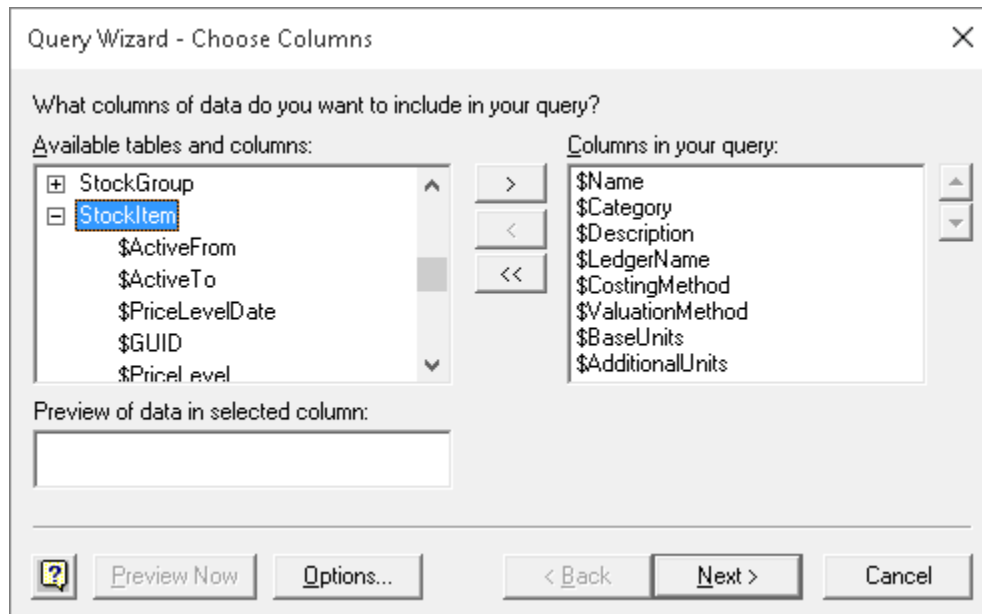 Query Wizard - Choose Columns
What columns of data do you want to include in your query?
Available tables and columns:
StockGroup
StockItem
$ActiveFrom
$ActiveTo
$PriceLevelDate
$GUID
$PriceLevel
>
<
<<
Columns in your query:
$Name
$Category
$Description
$LedgerName
$CostingMethod
$ValuationMethod
$BaseUnits
$AdditionalUnits
Preview of data in selected column:
?
Preview Now
Options...
< Back
Next >
Cancel